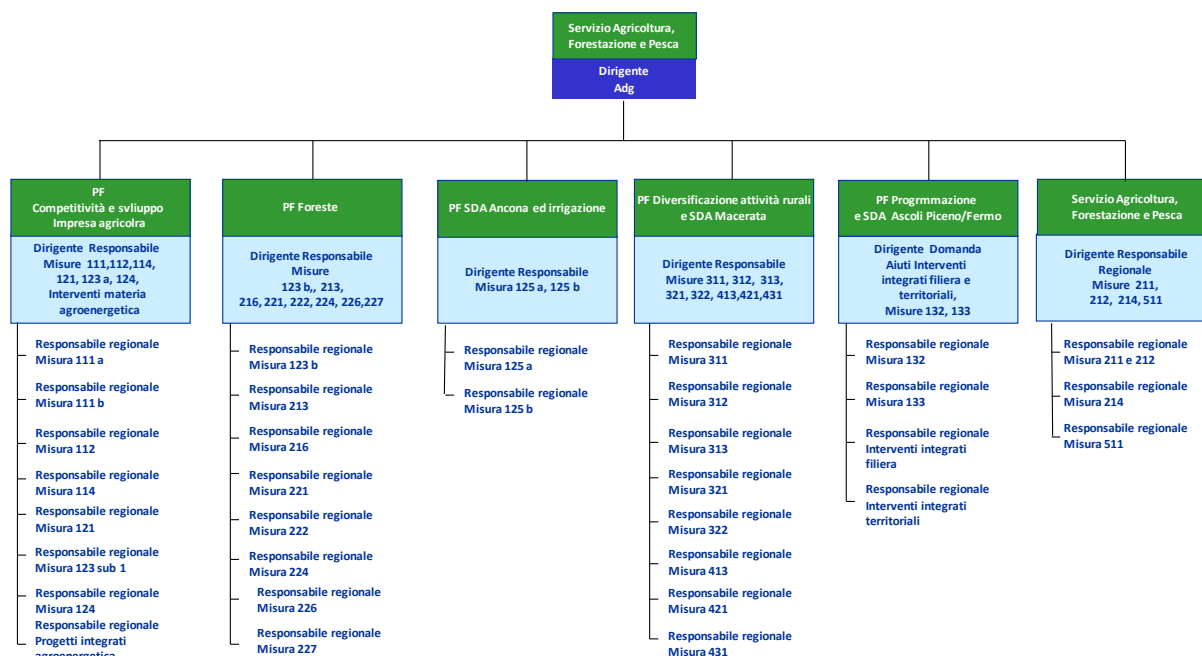 Servizio Agricoltura,
Forestazione e Pesca
Dirigente
Adg
PF
Competitività e svliuppo
Impresa agricolra
Dirigente Responsabile
Misure 111,112,114,
121, 123 a, 124,
Interventi materia
agroenergetica
Responsabile regionale
Misura 111 a
Responsabile regionale
Misura 111 b
Responsabile regionale
Misura 112
Responsabile regionale
Misura 114
Responsabile regionale
Misura 121
Responsabile regionale
Misura 123 sub 1
Responsabile regionale
Misura 124
Responsabile regionale
Progetti integrati
agroenergetica
PF Foreste
Dirigente Responsabile
Misure
123 b,, 213,
216, 221, 222, 224, 226,227
Responsabile regionale
Misura 123 b
Responsabile regionale
Misura 213
Responsabile regionale
Misura 216
Responsabile regionale
Misura 221
Responsabile regionale
Misura 222
Responsabile regionale
Misura 224
Responsabile regionale
Misura 226
Responsabile regionale
Misura 227
PF SDA Ancona ed irrigazione
Dirigente Responsabile
Misura 125 a, 125 b
Responsabile regionale
Misura 125 a
Responsabile regionale
Misura 125 b
PF Diversificazione attività rurali
e SDA Macerata
Dirigente Responsabile
Misure 311, 312, 313,
321, 322, 413,421,431
Responsabile regionale
Misura 311
Responsabile regionale
Misura 312
Responsabile regionale
Misura 313
Responsabile regionale
Misura 321
Responsabile regionale
Misura 322
Responsabile regionale
Misura 413
Responsabile regionale
Misura 421
Responsabile regionale
Misura 431
PF Progrmmazione
e SDA Ascoli Piceno/Fermo
Dirigente Domanda
Aiuti Interventi
integrati filiera e
territoriali,
Misure 132, 133
Responsabile regionale
Misura 132
Responsabile regionale
Misura 133
Responsabile regionale
Interventi integrati
filiera
Responsabile regionale
Interventi integrati
territoriali
Servizio Agricoltura,
Forestazione e Pesca
Dirigente Responsabile
Regionale
Misure 211,
212, 214, 511
Responsabile regionale
Misura 211 e 212
Responsabile regionale
Misura 214
Responsabile regionale
Misura 511